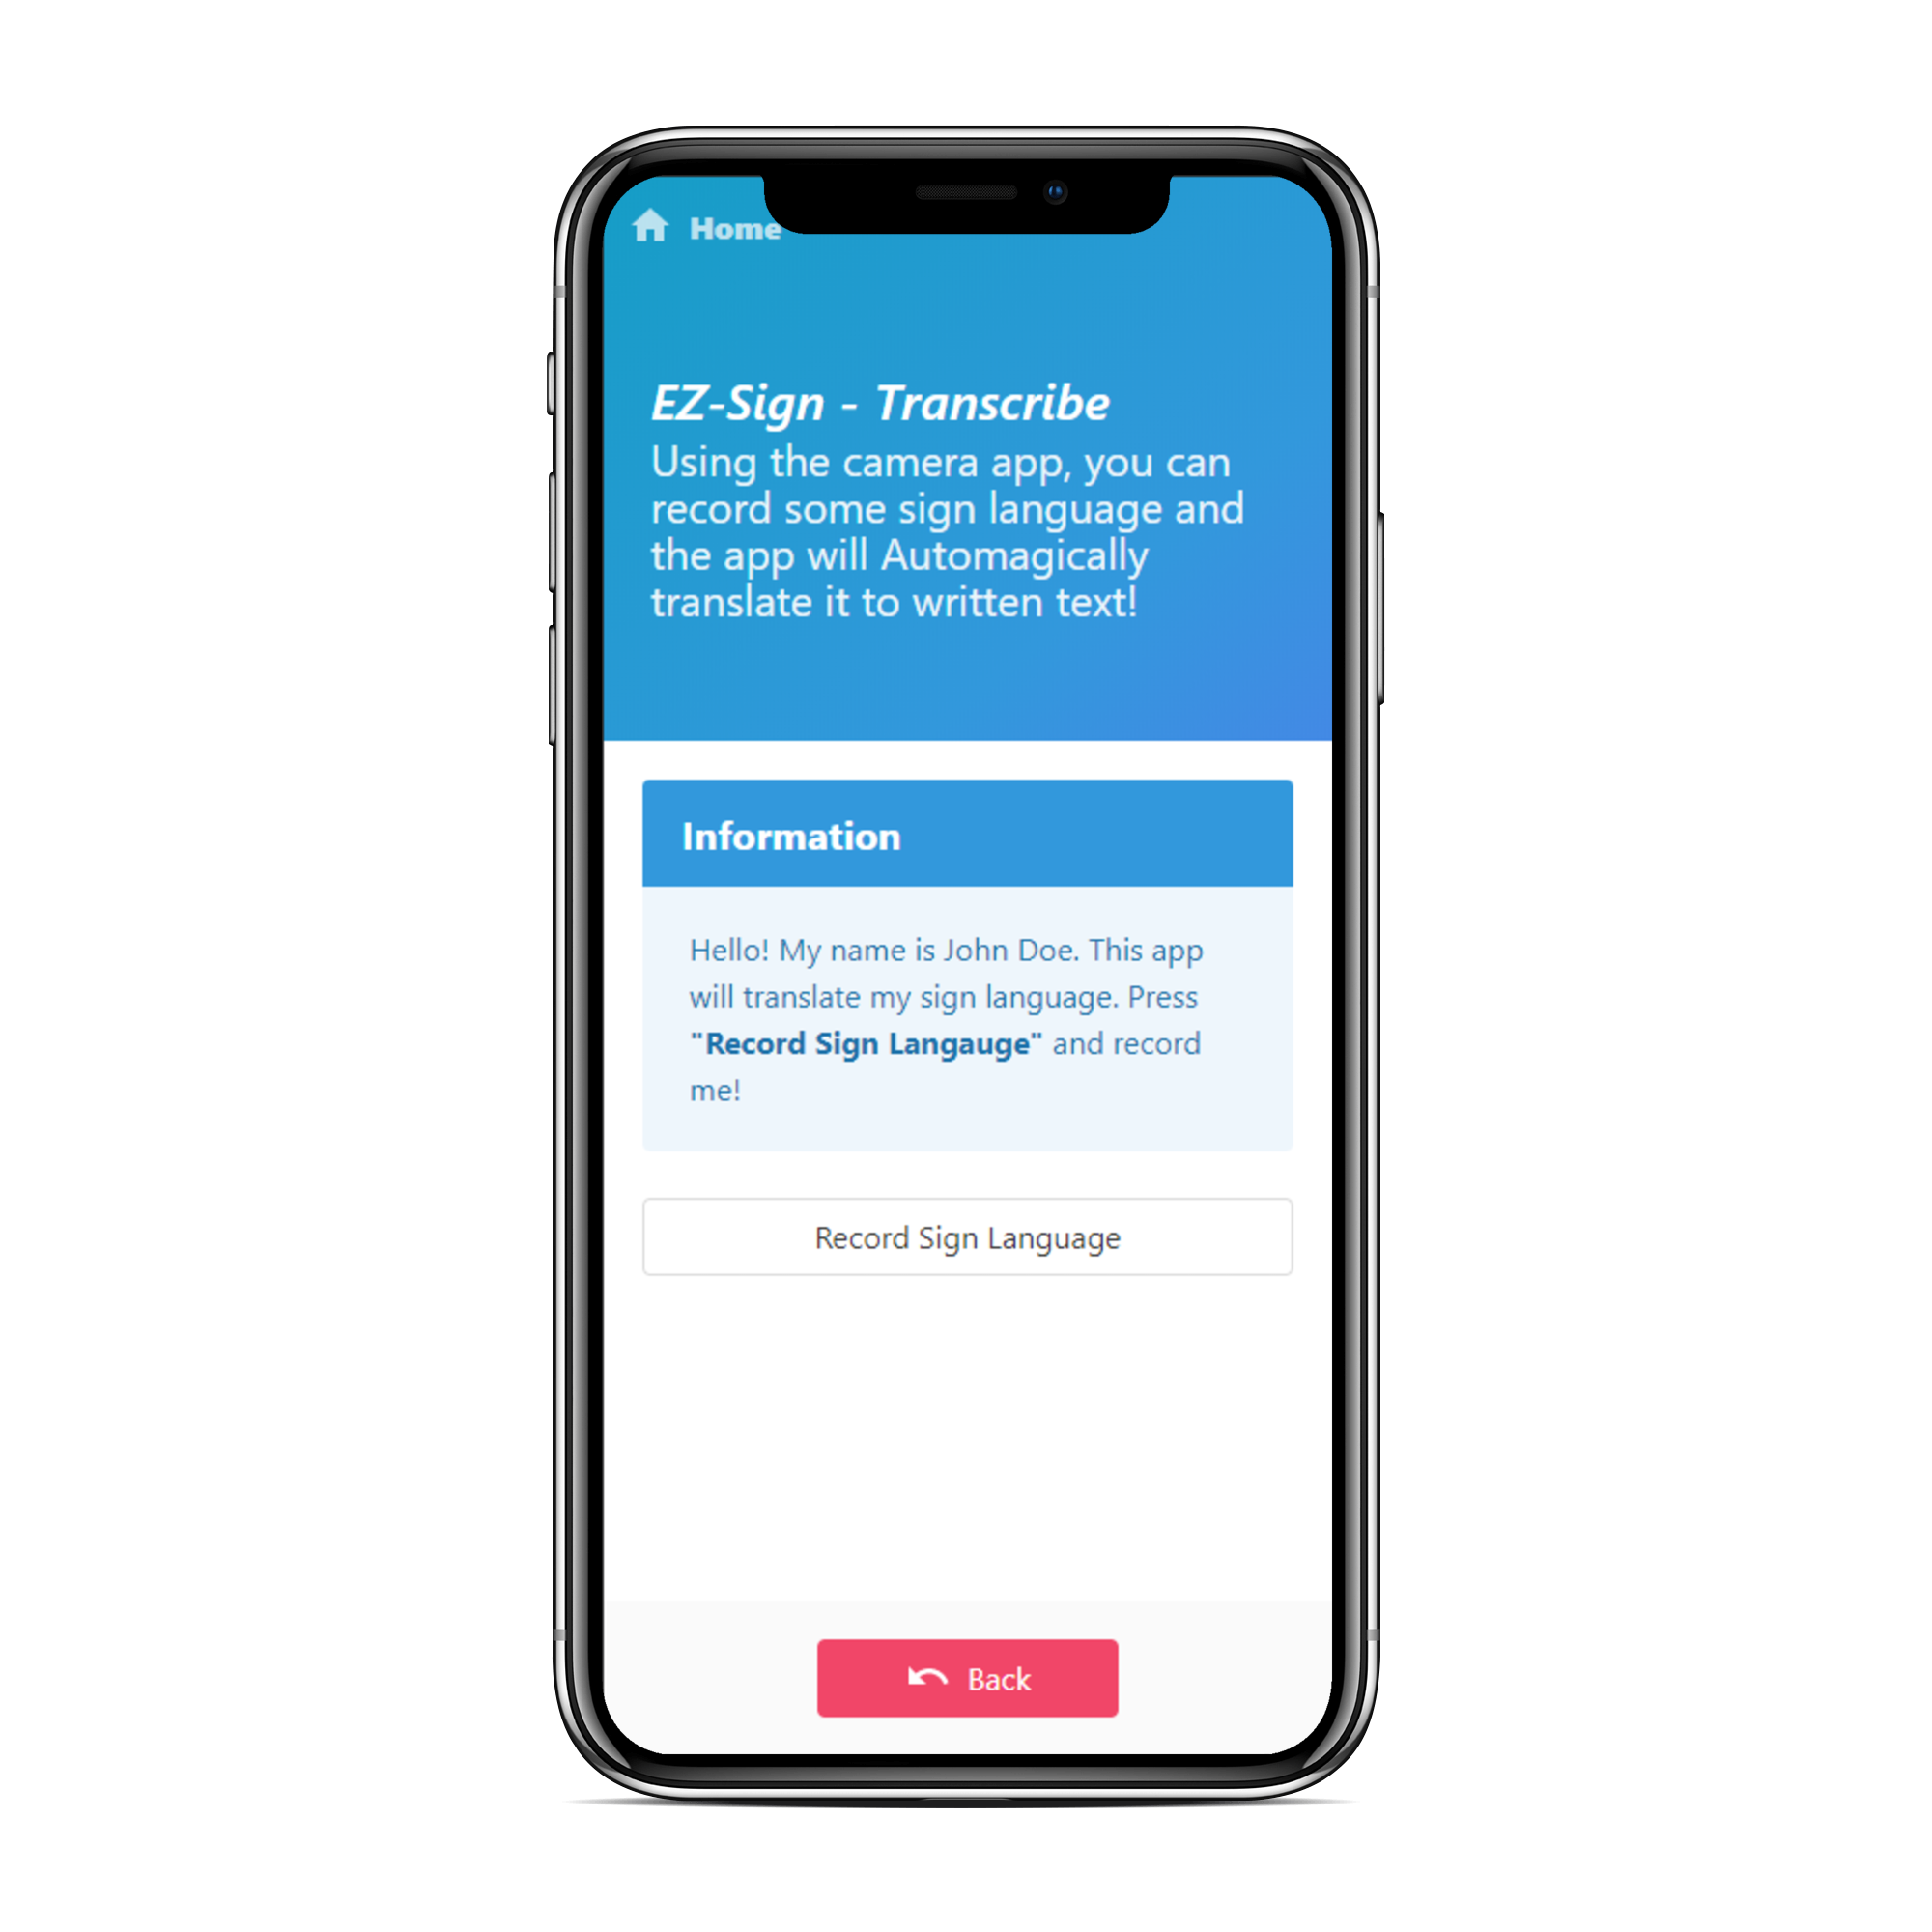 Home
EZ-Sign - Transcribe
Using the camera app, you can
record some sign language and
the app will Automagically
translate it to written text!
Information
Hello! My name is John Doe. This app
will translate my sign language. Press
"Record Sign Langauge" and record
me!
Record Sign Language
Back